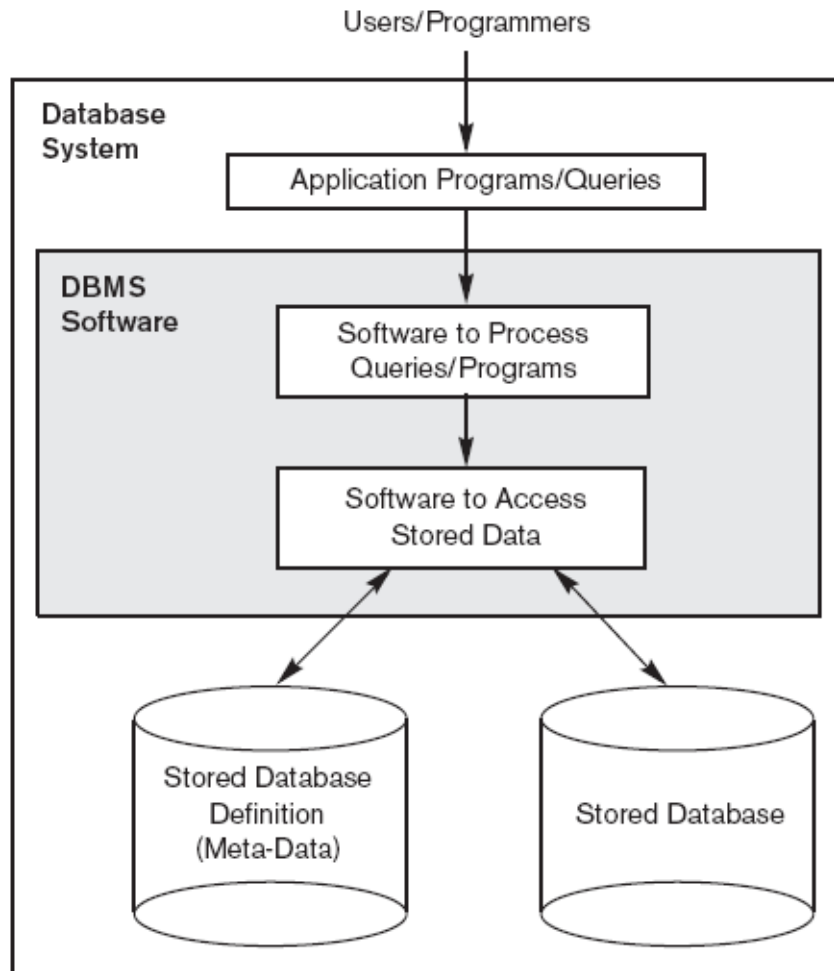 Users/Programmers
Database
System
Application Programs/Queries
DBMS
Software
Software to Process
Queries/Programs
Software to Access
Stored Data
Stored Database
Definition
(Meta-Data)
Stored Database